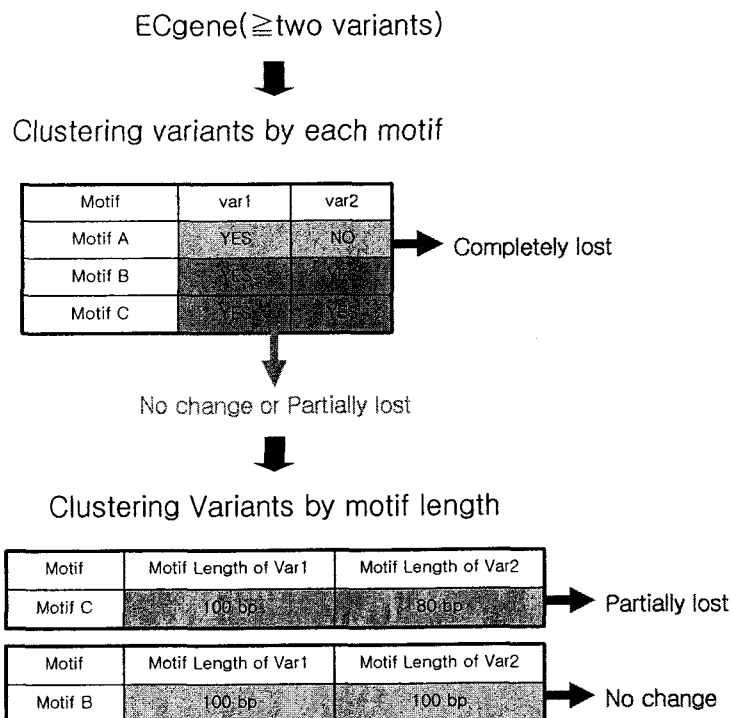 ECgene(≧two variants)
Clustering variants by each motif
Motif var1 var2
Motif A YES NO
Completely lost
Motif B YES YES
Motif C YES YES
No change or Partially lost
Clustering Variants by motif length
Motif Motif Length of Var1 Motif Length of Var2
Motif C 100 bp 80 bp
Partially lost
Motif Motif Length of Var1 Motif Length of Var2
Motif B 100 bp 100 bp
No change